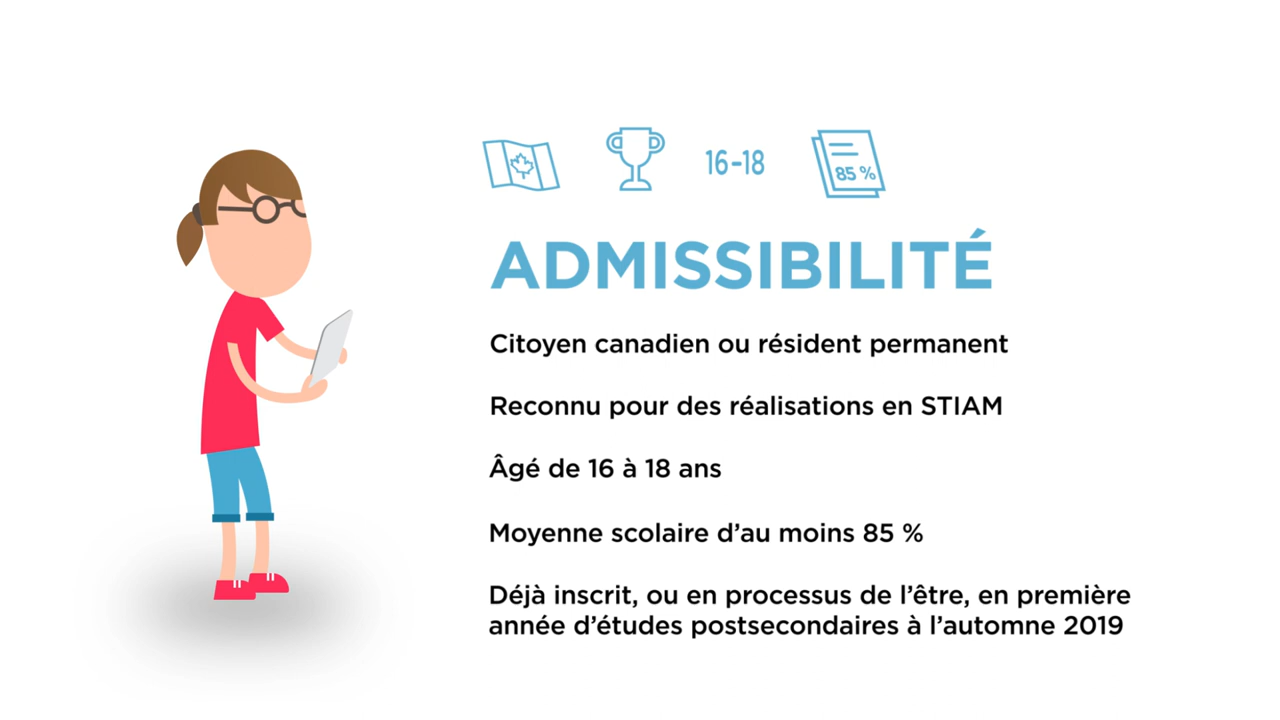 16-18
85 %
ADMISSIBILITÉ
Citoyen canadien ou résident permanent
Reconnu pour des réalisations en STIAM
Âgé de 16 à 18 ans
Moyenne scolaire d’au moins 85 %
Déjà inscrit, ou en processus de l’être, en première
année d’études postsecondaires à l’automne 2019